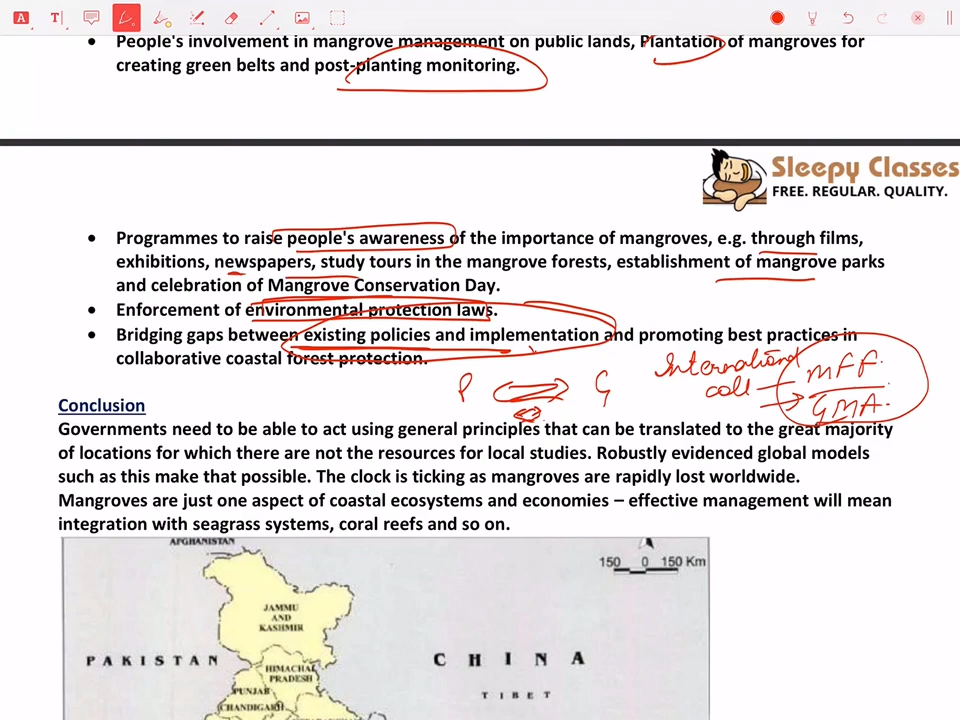 • People's involvement in mangrove management on public lands, Plantation of mangroves for
creating green belts and post-planting monitoring.
Sleepy Classes
FREE. REGULAR. QUALITY.
• Programmes to raise people's awareness of the importance of mangroves, e.g. through films,
exhibitions, newspapers, study tours in the mangrove forests, establishment of mangrove parks
and celebration of Mangrove Conservation Day.
• Enforcement of environmental protection laws.
• Bridging gaps between existing policies and implementation and promoting best practices in
collaborative coastal forest protection.
International
coll
MFF.
GMA.
P G
Conclusion
Governments need to be able to act using general principles that can be translated to the great majority
of locations for which there are not the resources for local studies. Robustly evidenced global models
such as this make that possible. The clock is ticking as mangroves are rapidly lost worldwide.
Mangroves are just one aspect of coastal ecosystems and economies – effective management will mean
integration with seagrass systems, coral reefs and so on.
AFGHANISTAN
150 0 150 Km
JAMMU
AND
KASHMIR
PAKISTAN
CHINA
HIMACHAL
PRADESH
TIBET
PUNJAB
CHANDIGARH